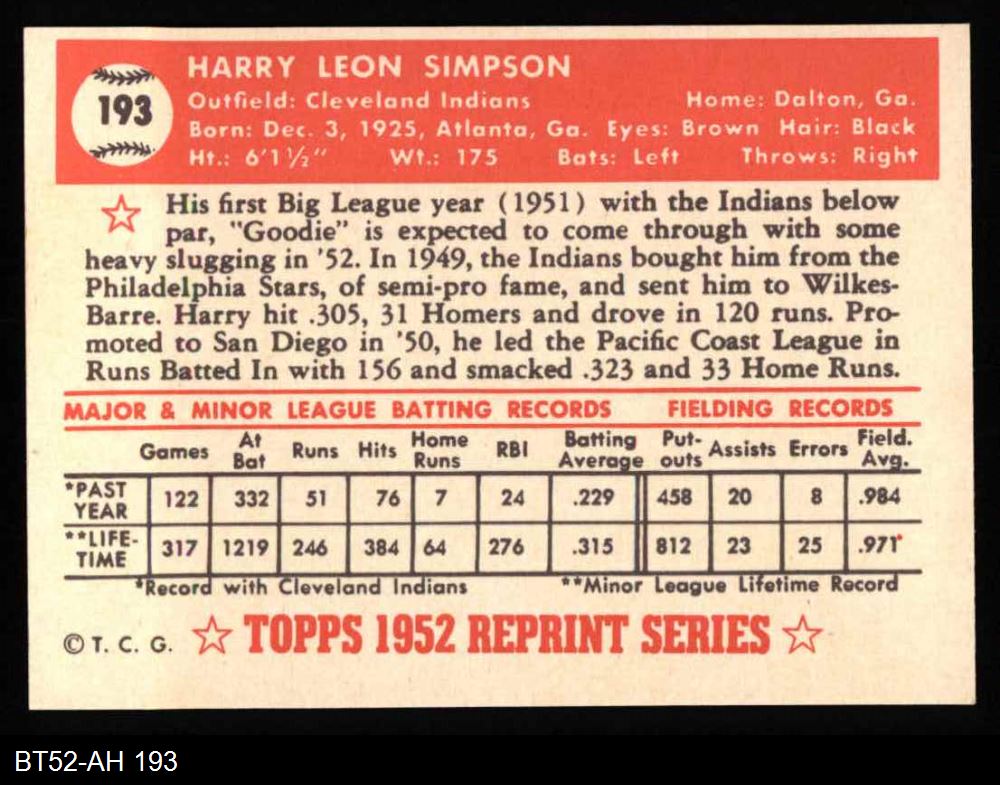 193
HARRY LEON SIMPSON
Outfield: Cleveland Indians Home: Dalton, Ga.
Born: Dec. 3, 1925, Atlanta, Ga. Eyes: Brown Hair: Black
Ht.: 6'1½" Wt.: 175 Bats: Left Throws: Right
His first Big League year (1951) with the Indians below
par, "Goodie" is expected to come through with some
heavy slugging in '52. In 1949, the Indians bought him from the
Philadelphia Stars, of semi-pro fame, and sent him to Wilkes-
Barre. Harry hit .305, 31 Homers and drove in 120 runs. Pro-
moted to San Diego in '50, he led the Pacific Coast League in
Runs Batted In with 156 and smacked .323 and 33 Home Runs.
MAJOR & MINOR LEAGUE BATTING RECORDS FIELDING RECORDS
Games At Bat Runs Hits Home Runs RBI Batting Average Put-outs Assists Errors Field. Avg.
*PAST YEAR 122 332 51 76 7 24 .229 458 20 8 .984
**LIFE-TIME 317 1219 246 384 64 276 .315 812 23 25 .971
*Record with Cleveland Indians **Minor League Lifetime Record
© T. C. G. TOPPS 1952 REPRINT SERIES
BT52-AH 193